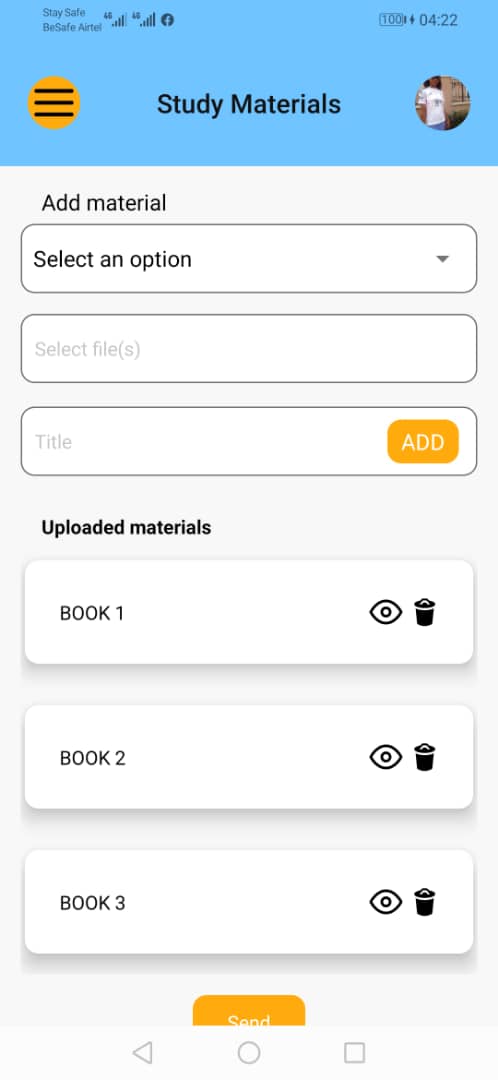 Stay Safe
BeSafe Airtel 4G 4G 100 04:22
Study Materials
Add material
Select an option
Select file(s)
Title ADD
Uploaded materials
BOOK 1
BOOK 2
BOOK 3
Send